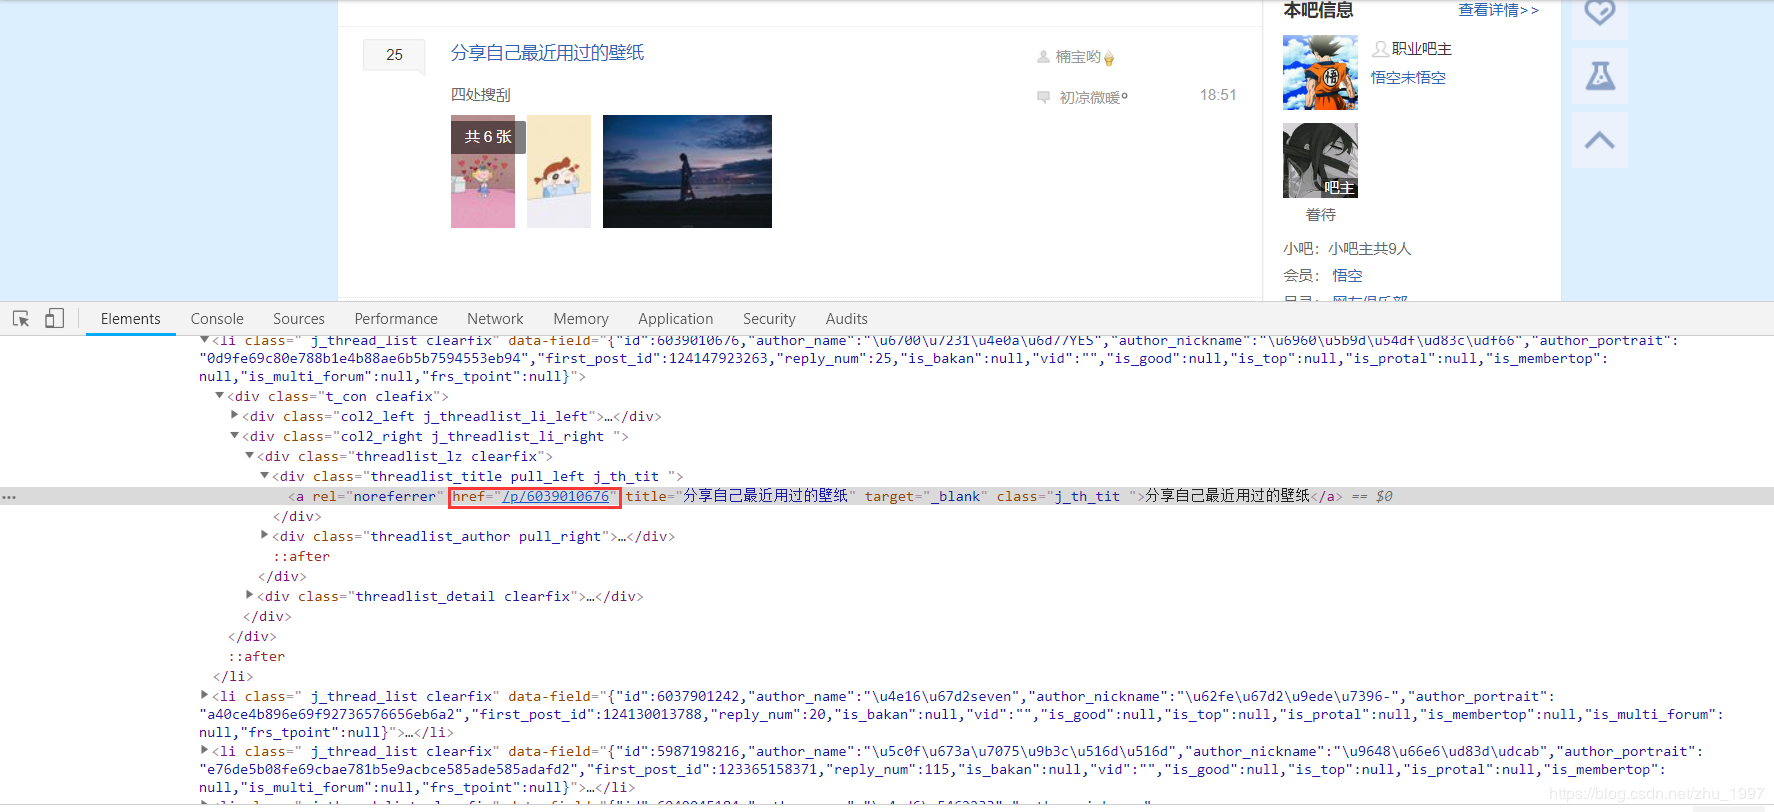 本吧信息
查看详情>>
25
分享自己最近用过的壁纸
楠宝哟🍦
职业吧主
悟空未悟空
四处搜刮
初凉微暖º
18:51
共 6 张
吧主
眷待
小吧：小吧主共9人
会员： 悟空
目录： 网友俱乐部
Elements Console Sources Performance Network Memory Application Security Audits
▼<li class=" j_thread_list clearfix" data-field="{"id":6039010676,"author_name":"\u6700\u7231\u4e0a\u6d77YES","author_nickname":"\u6960\u5b9d\u54df\ud83c\udf66","author_portrait":
"0d9fe69c80e788b1e4b88ae6b5b7594553eb94","first_post_id":124147923263,"reply_num":25,"is_bakan":null,"vid":"","is_good":null,"is_top":null,"is_protal":null,"is_membertop":
null,"is_multi_forum":null,"frs_tpoint":null}">
▼<div class="t_con cleafix">
▶<div class="col2_left j_threadlist_li_left">…</div>
▼<div class="col2_right j_threadlist_li_right ">
▼<div class="threadlist_lz clearfix">
▼<div class="threadlist_title pull_left j_th_tit ">
... <a rel="noreferrer" href="/p/6039010676" title="分享自己最近用过的壁纸" target="_blank" class="j_th_tit ">分享自己最近用过的壁纸</a> == $0
</div>
▶<div class="threadlist_author pull_right">…</div>
::after
</div>
▶<div class="threadlist_detail clearfix">…</div>
</div>
</div>
::after
</li>
▶<li class=" j_thread_list clearfix" data-field="{"id":6037901242,"author_name":"\u4e16\u67d2seven","author_nickname":"\u62fe\u67d2\u9ede\u7396-","author_portrait":
"a40ce4b896e69f92736576656eb6a2","first_post_id":124130013788,"reply_num":20,"is_bakan":null,"vid":"","is_good":null,"is_top":null,"is_protal":null,"is_membertop":null,"is_multi_forum":
null,"frs_tpoint":null}">…</li>
▶<li class=" j_thread_list clearfix" data-field="{"id":5987198216,"author_name":"\u5c0f\u673a\u7075\u9b3c\u516d\u516d","author_nickname":"\u9648\u66e6\ud83d\udcab","author_portrait":
"e76de5b08fe69cbae781b5e9acbce585ade585adafd2","first_post_id":123365158371,"reply_num":115,"is_bakan":null,"vid":"","is_good":null,"is_top":null,"is_protal":null,"is_membertop":
null,"is_multi_forum":null,"frs_tpoint":null}">…</li>
https://blog.csdn.net/zhu_1997